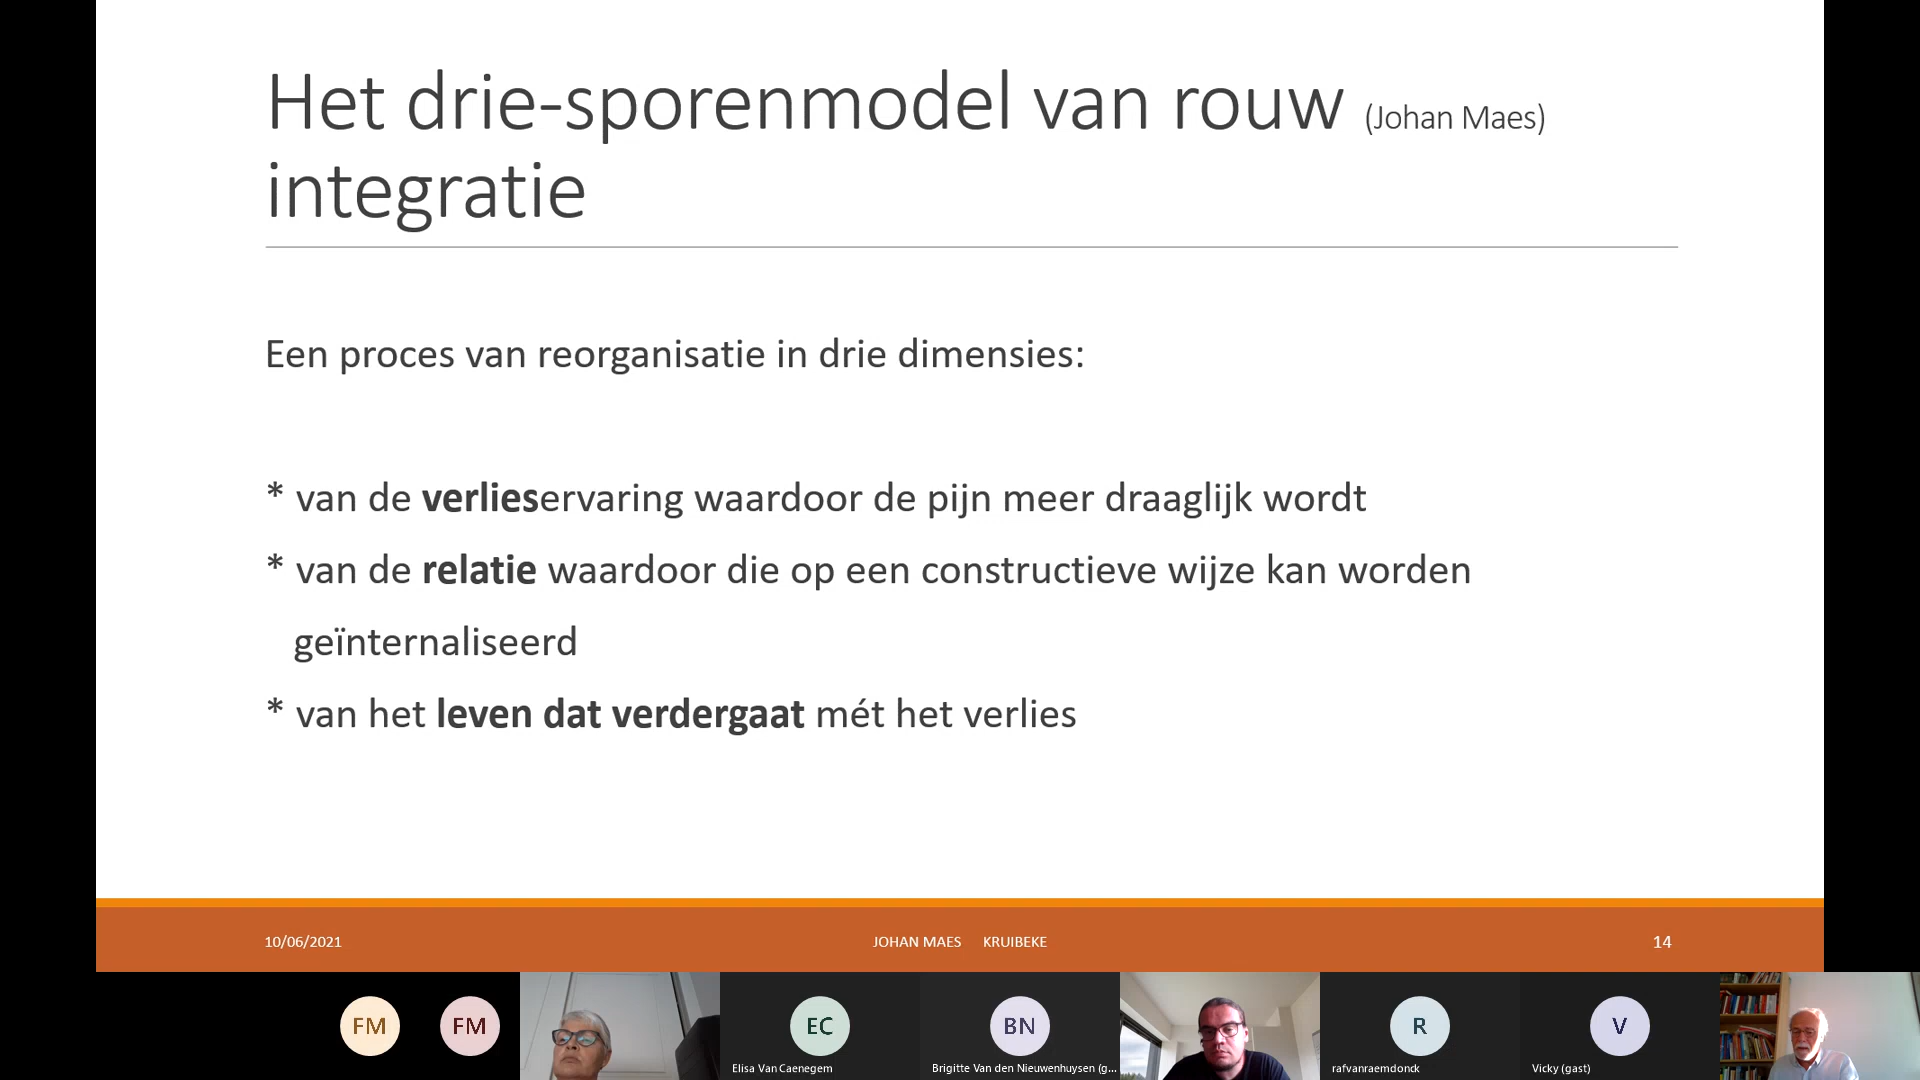 Het drie-sporenmodel van rouw (Johan Maes)
integratie
Een proces van reorganisatie in drie dimensies:
* van de verlieservaring waardoor de pijn meer draaglijk wordt
* van de relatie waardoor die op een constructieve wijze kan worden
geïnternaliseerd
* van het leven dat verdergaat mét het verlies
10/06/2021 JOHAN MAES KRUIBEKE 14
FM FM EC BN R V
Elisa Van Caenegem Brigitte Van den Nieuwenhuysen (g... rafvanraemdonck Vicky (gast)